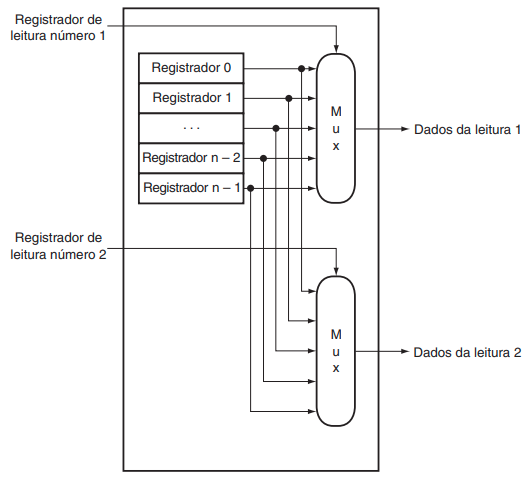 Registrador de
leitura número 1
Registrador 0
Registrador 1
. . .
Registrador n – 2
Registrador n – 1
M
u
x
Dados da leitura 1
Registrador de
leitura número 2
M
u
x
Dados da leitura 2